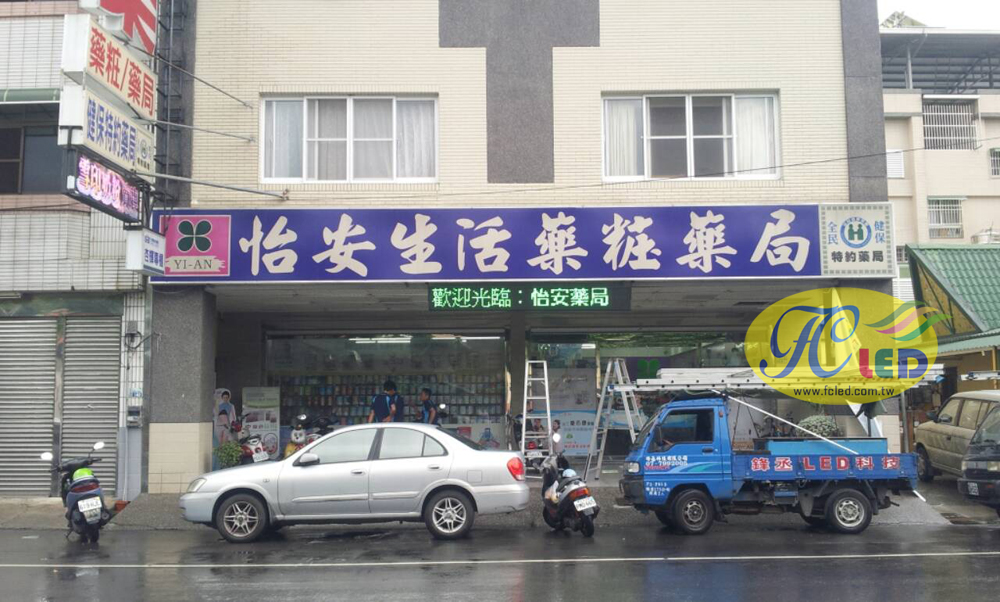 藥粧/藥局
健保特約藥局
YI-AN
怡安生活藥粧藥局
全民
健保
特約藥局
歡迎光臨：怡安藥局
FC LED
www.fcled.com.tw
鋒丞LED科技